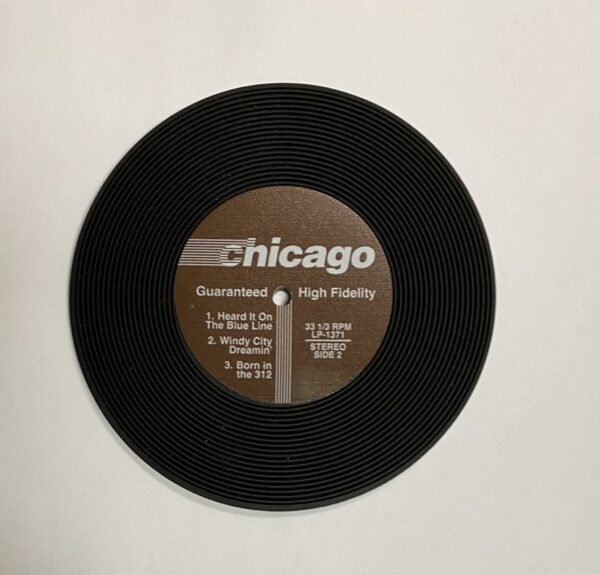 chicago
Guaranteed High Fidelity
1. Heard It On
The Blue Line
2. Windy City
Dreamin'
3. Born in
the 312
33 1/3 RPM
LP-1371
STEREO
SIDE 2